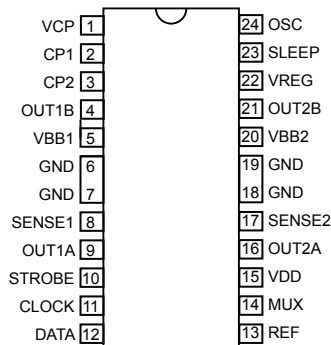 VCP 1 24 OSC
CP1 2 23 SLEEP
CP2 3 22 VREG
OUT1B 4 21 OUT2B
VBB1 5 20 VBB2
GND 6 19 GND
GND 7 18 GND
SENSE1 8 17 SENSE2
OUT1A 9 16 OUT2A
STROBE 10 15 VDD
CLOCK 11 14 MUX
DATA 12 13 REF